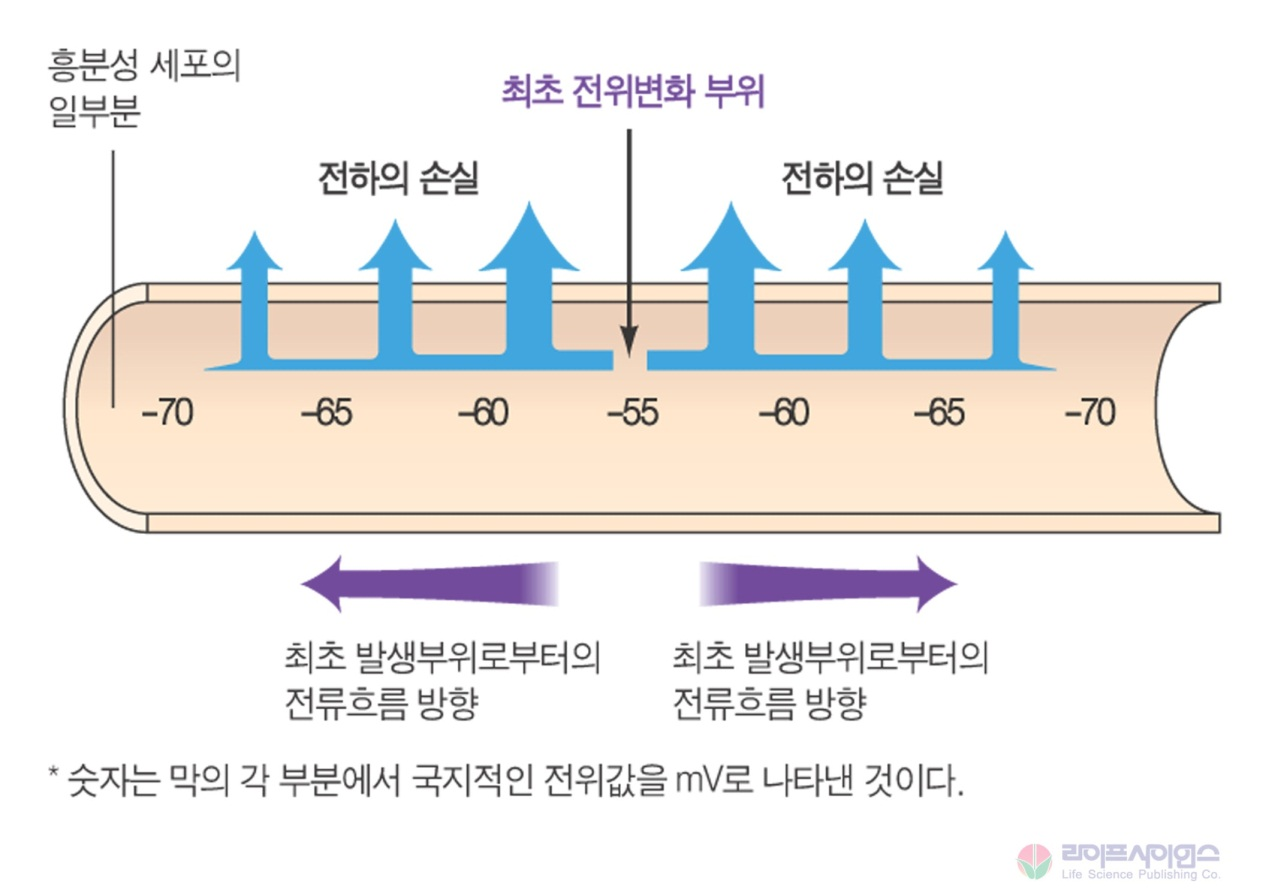 흥분성 세포의
일부분
최초 전위변화 부위
전하의 손실
전하의 손실
-70
-65
-60
-55
-60
-65
-70
최초 발생부위로부터의
전류흐름 방향
최초 발생부위로부터의
전류흐름 방향
* 숫자는 막의 각 부분에서 국지적인 전위값을 mV로 나타낸 것이다.
라이프사이언스
Life Science Publishing Co.